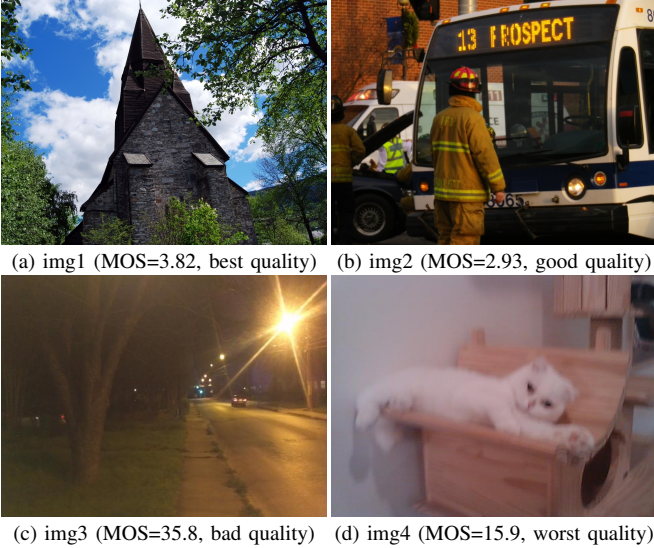 13 PROSPECT
(a) img1 (MOS=3.82, best quality)
(b) img2 (MOS=2.93, good quality)
(c) img3 (MOS=35.8, bad quality)
(d) img4 (MOS=15.9, worst quality)